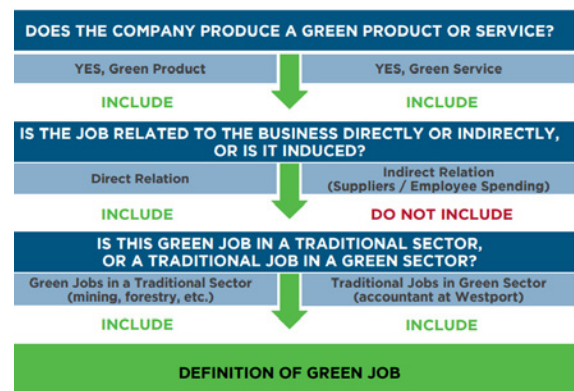 DOES THE COMPANY PRODUCE A GREEN PRODUCT OR SERVICE?
YES, Green Product
YES, Green Service
INCLUDE
INCLUDE
IS THE JOB RELATED TO THE BUSINESS DIRECTLY OR INDIRECTLY,
OR IS IT INDUCED?
Direct Relation
Indirect Relation
(Suppliers / Employee Spending)
INCLUDE
DO NOT INCLUDE
IS THIS GREEN JOB IN A TRADITIONAL SECTOR,
OR A TRADITIONAL JOB IN A GREEN SECTOR?
Green Jobs in a Traditional Sector
(mining, forestry, etc.)
Traditional Jobs in Green Sector
(accountant at Westport)
INCLUDE
INCLUDE
DEFINITION OF GREEN JOB